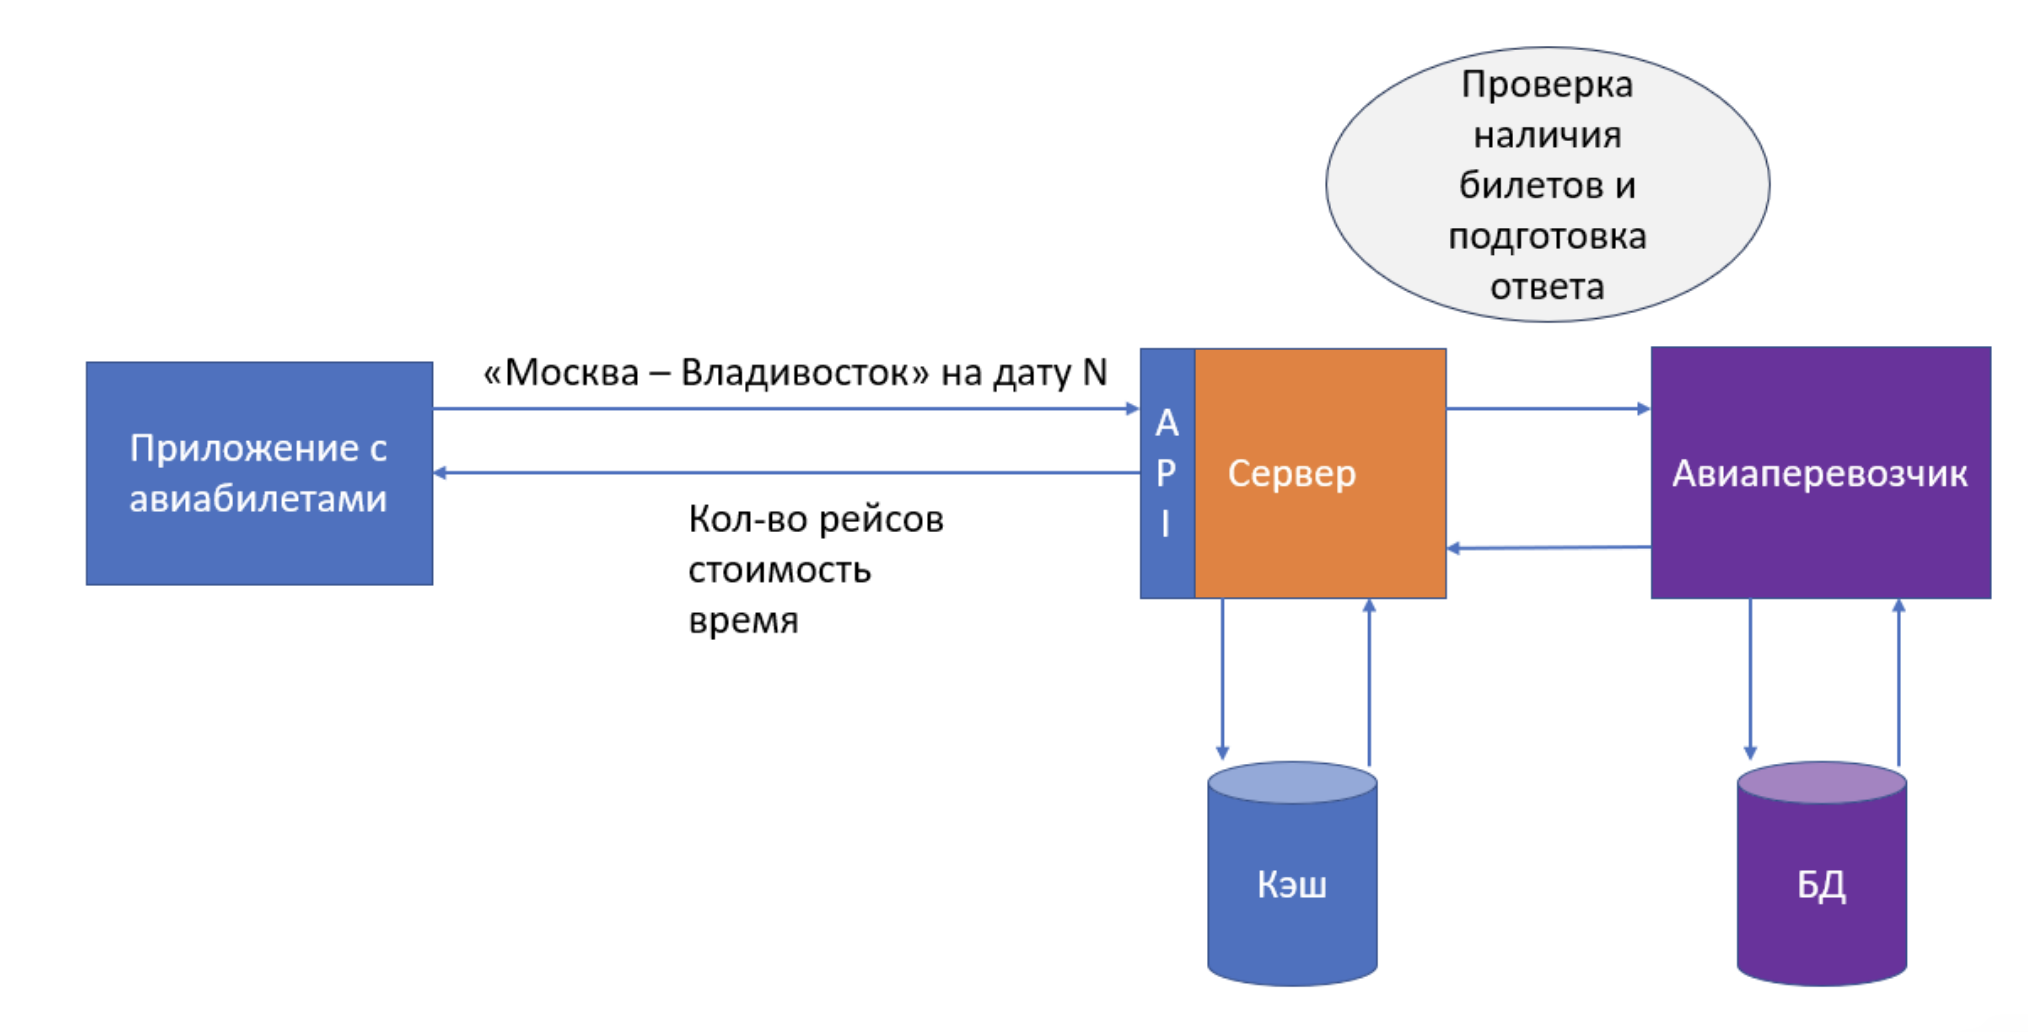 Проверка
наличия
билетов и
подготовка
ответа
«Москва – Владивосток» на дату N
Приложение с
авиабилетами
A
P
I
Сервер
Авиаперевозчик
Кол-во рейсов
стоимость
время
Кэш
БД